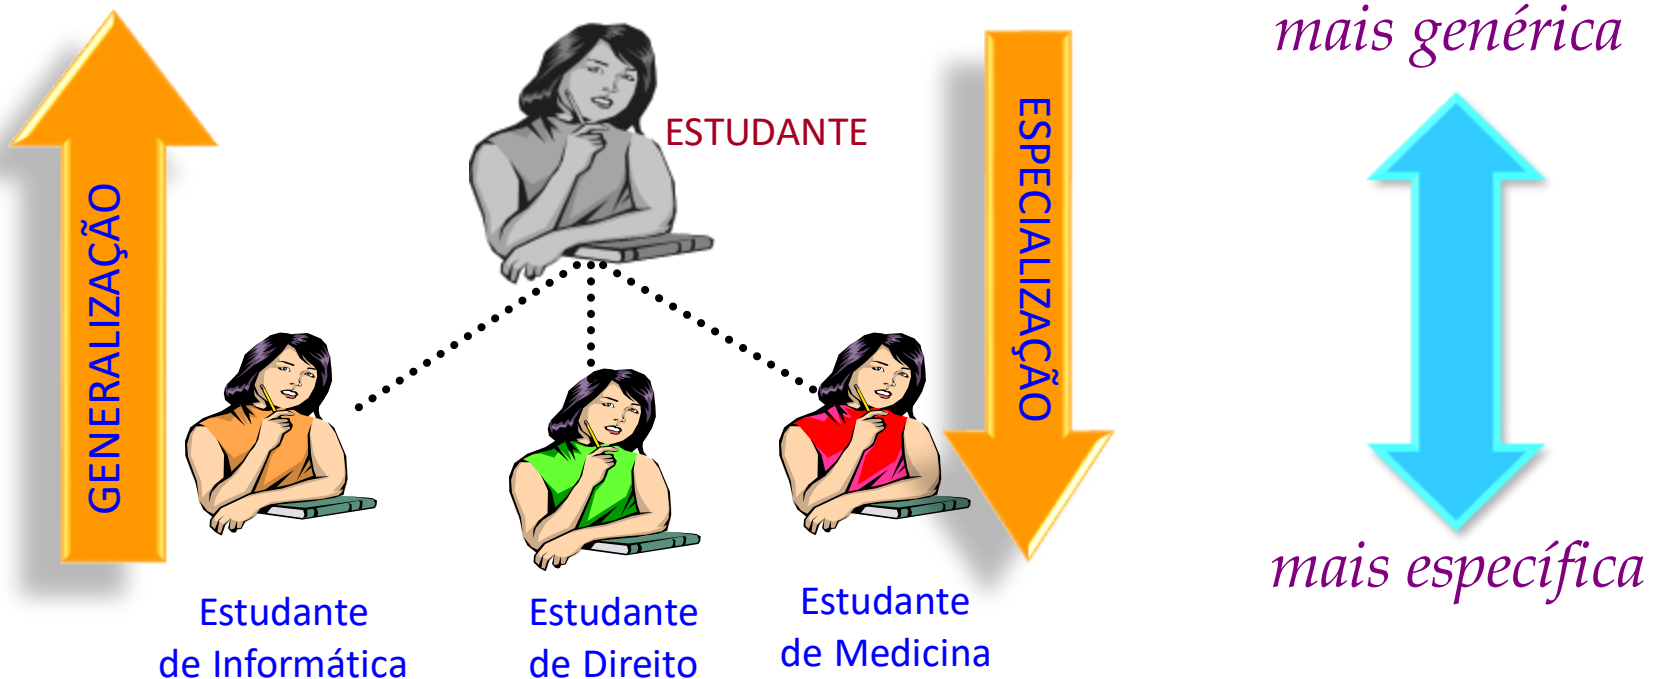 mais genérica
ESTUDANTE
GENERALIZAÇÃO
ESPECIALIZAÇÃO
mais específica
Estudante
de Informática
Estudante
de Direito
Estudante
de Medicina